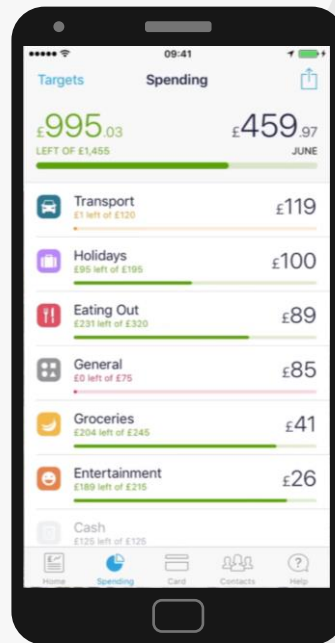 09:41
Targets
Spending
£995.03
£459.97
LEFT OF £1,455
JUNE
Transport
£1 left of £120
£119
Holidays
£95 left of £195
£100
Eating Out
£231 left of £320
£89
General
£0 left of £75
£85
Groceries
£204 left of £245
£41
Entertainment
£189 left of £215
£26
Cash
£125 left of £125
Home
Spending
Card
Contacts
Help